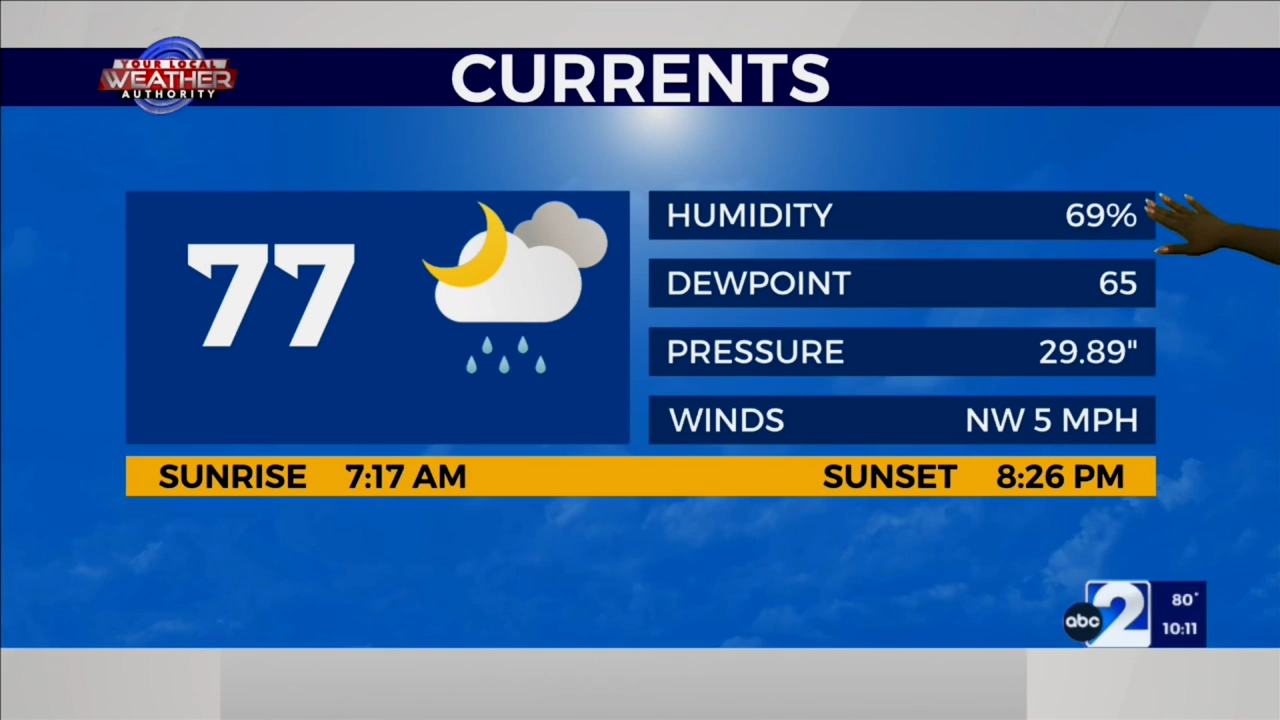 YOUR LOCAL
WEATHER
AUTHORITY
CURRENTS
77
HUMIDITY 69%
DEWPOINT 65
PRESSURE 29.89"
WINDS NW 5 MPH
SUNRISE 7:17 AM SUNSET 8:26 PM
abc 2 80°
10:11